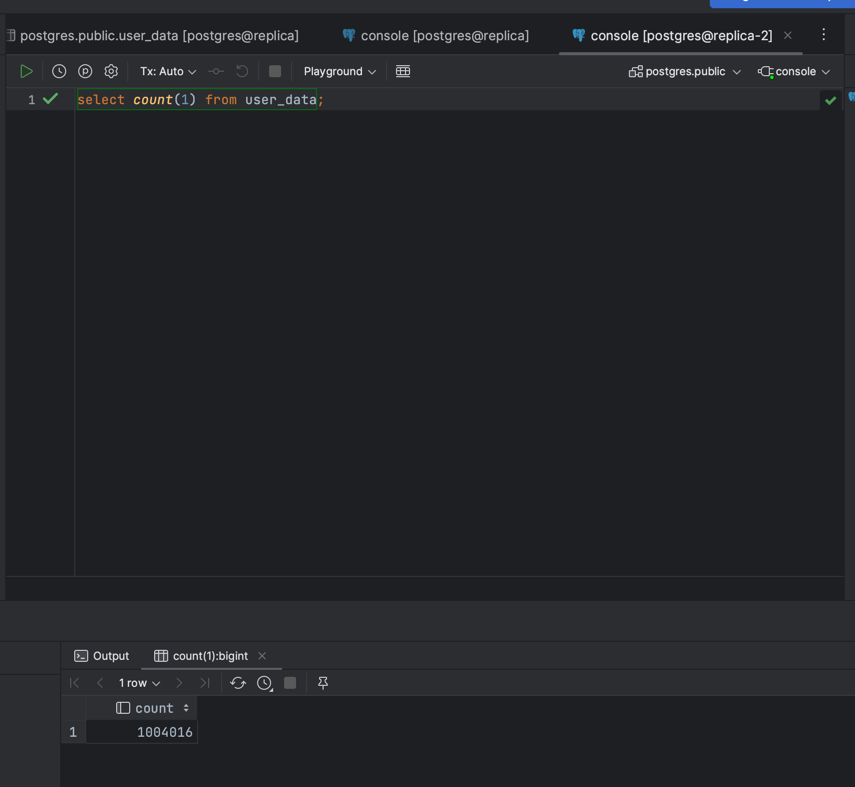 postgres.public.user_data [postgres@replica] console [postgres@replica] console [postgres@replica-2]
Tx: Auto Playground postgres.public console
1 select count(1) from user_data;
Output count(1):bigint
1 row
count
1 1004016